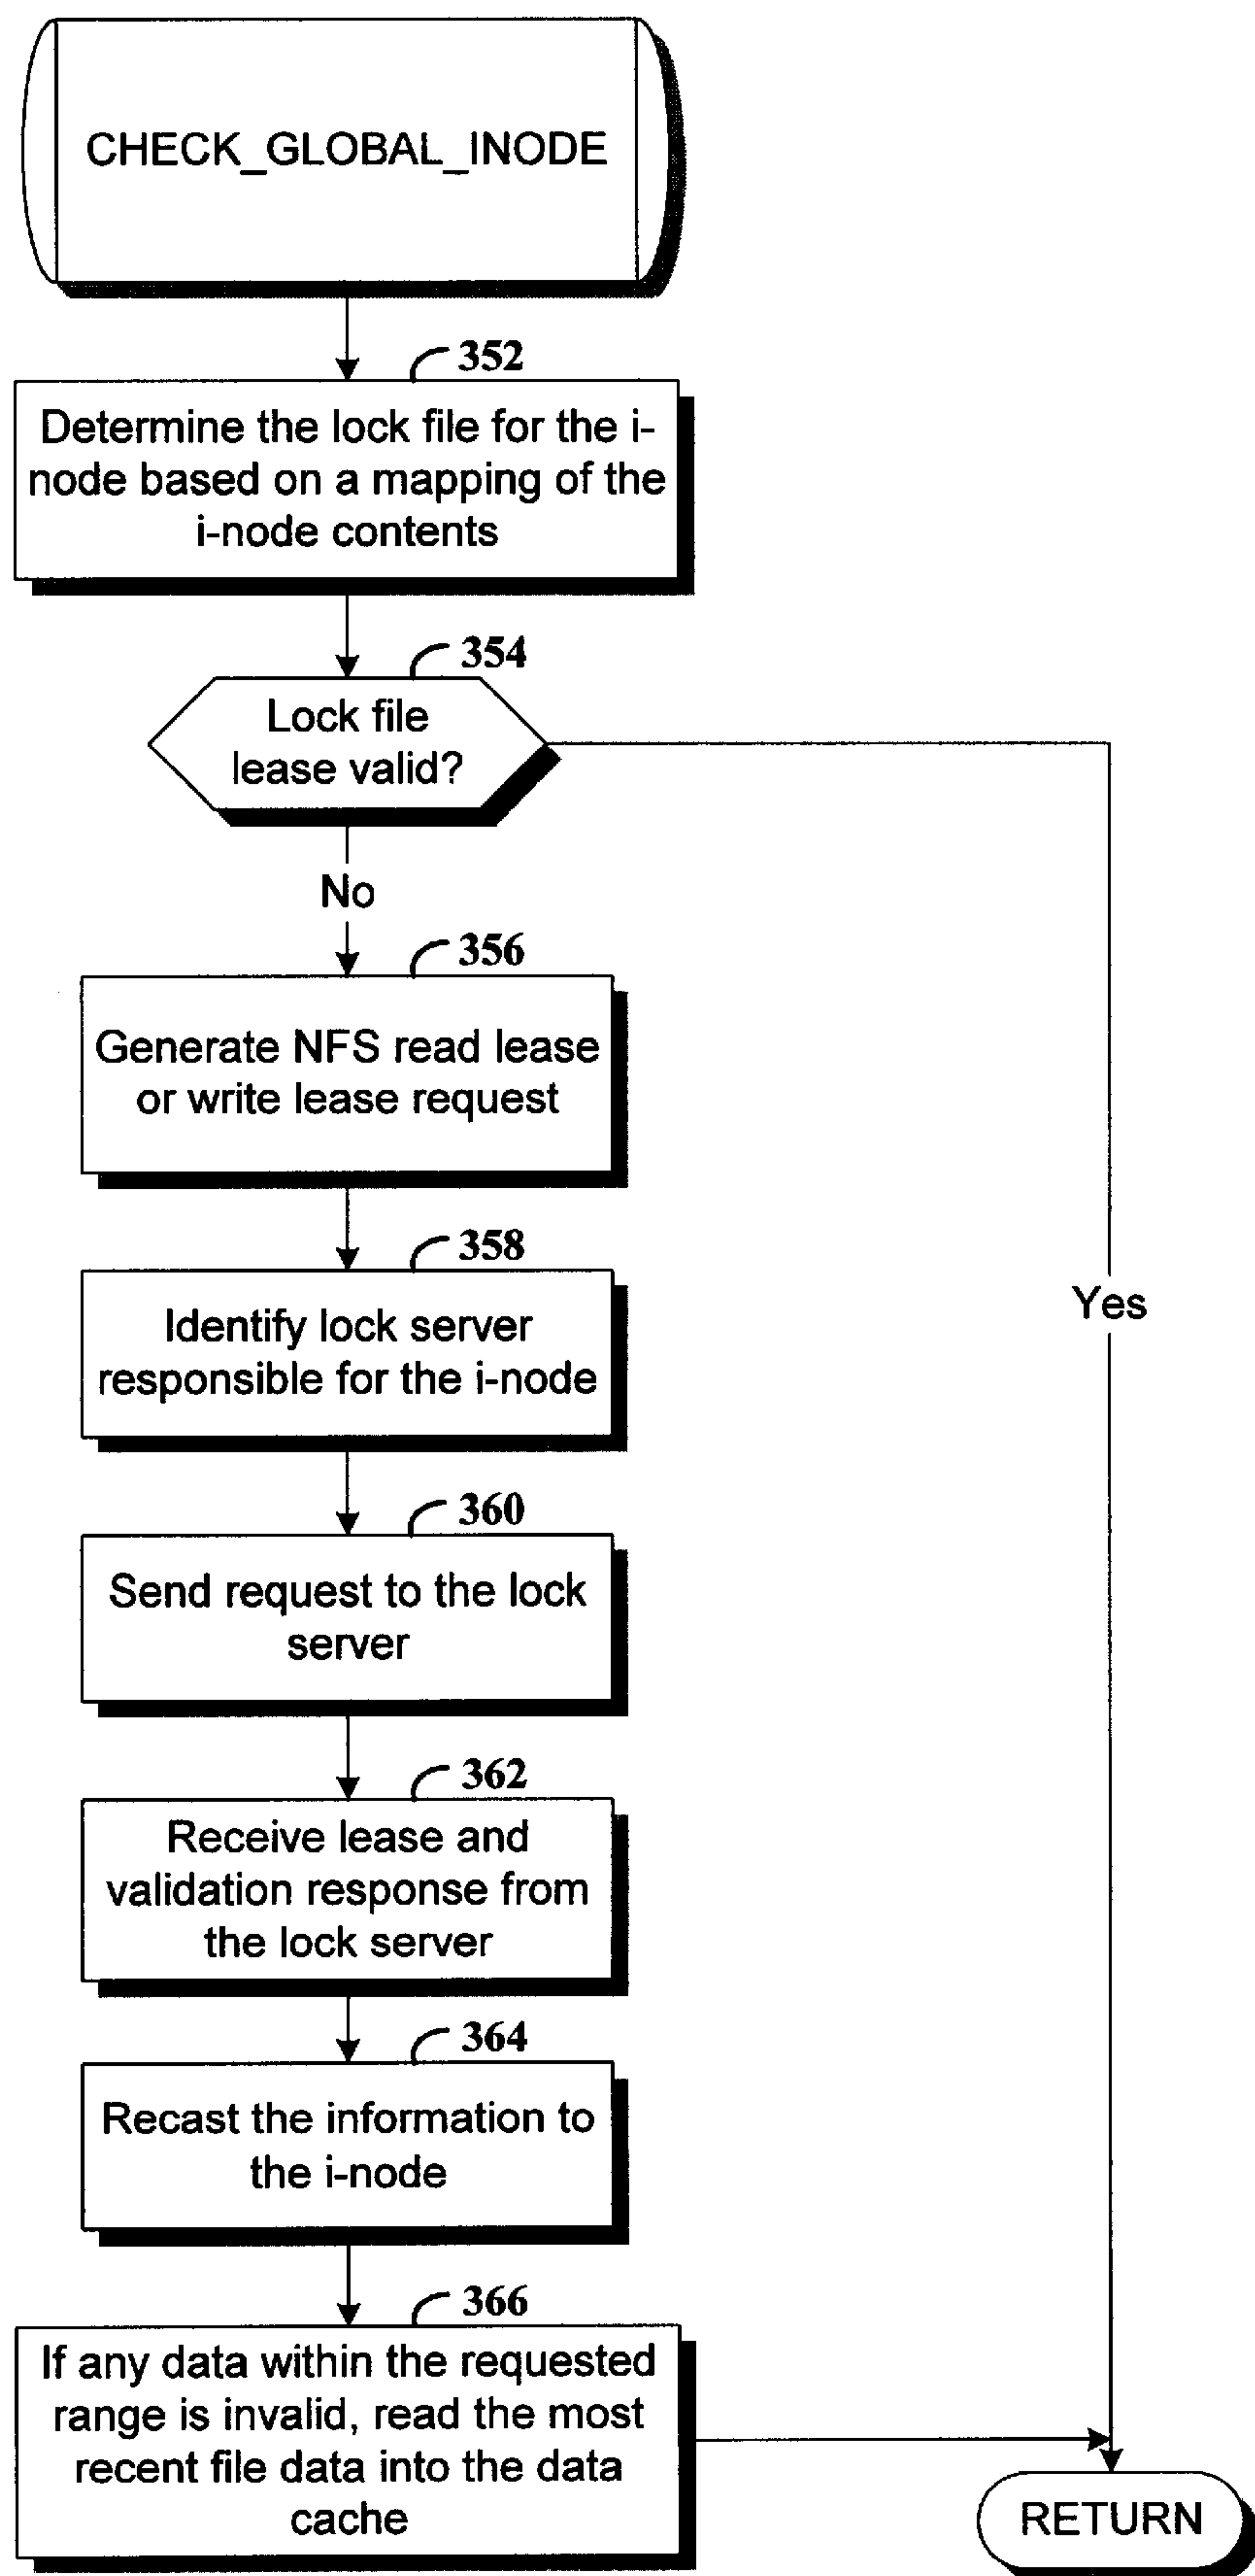 CHECK_GLOBAL_INODE
352
Determine the lock file for the i-
node based on a mapping of the
i-node contents
354
Lock file
lease valid?
No
356
Generate NFS read lease
or write lease request
358
Identify lock server
responsible for the i-node
Yes
360
Send request to the lock
server
362
Receive lease and
validation response from
the lock server
364
Recast the information to
the i-node
366
If any data within the requested
range is invalid, read the most
recent file data into the data
cache
RETURN